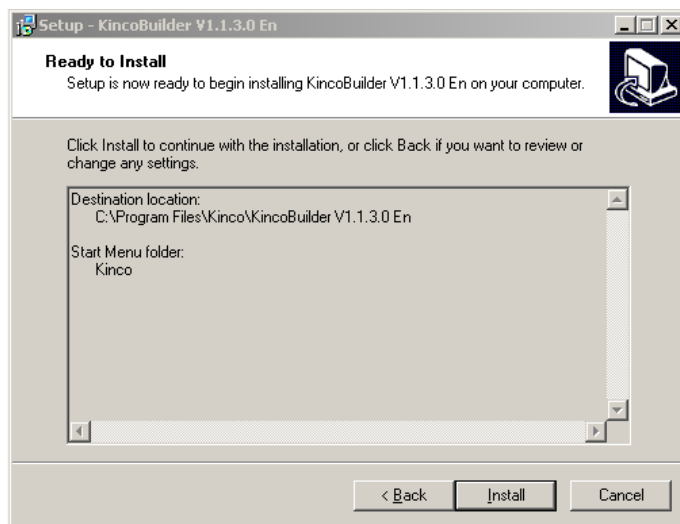 Setup - KincoBuilder V1.1.3.0 En
Ready to Install
Setup is now ready to begin installing KincoBuilder V1.1.3.0 En on your computer.
Click Install to continue with the installation, or click Back if you want to review or
change any settings.
Destination location:
C:\Program Files\Kinco\KincoBuilder V1.1.3.0 En
Start Menu folder:
Kinco
< Back
Install
Cancel